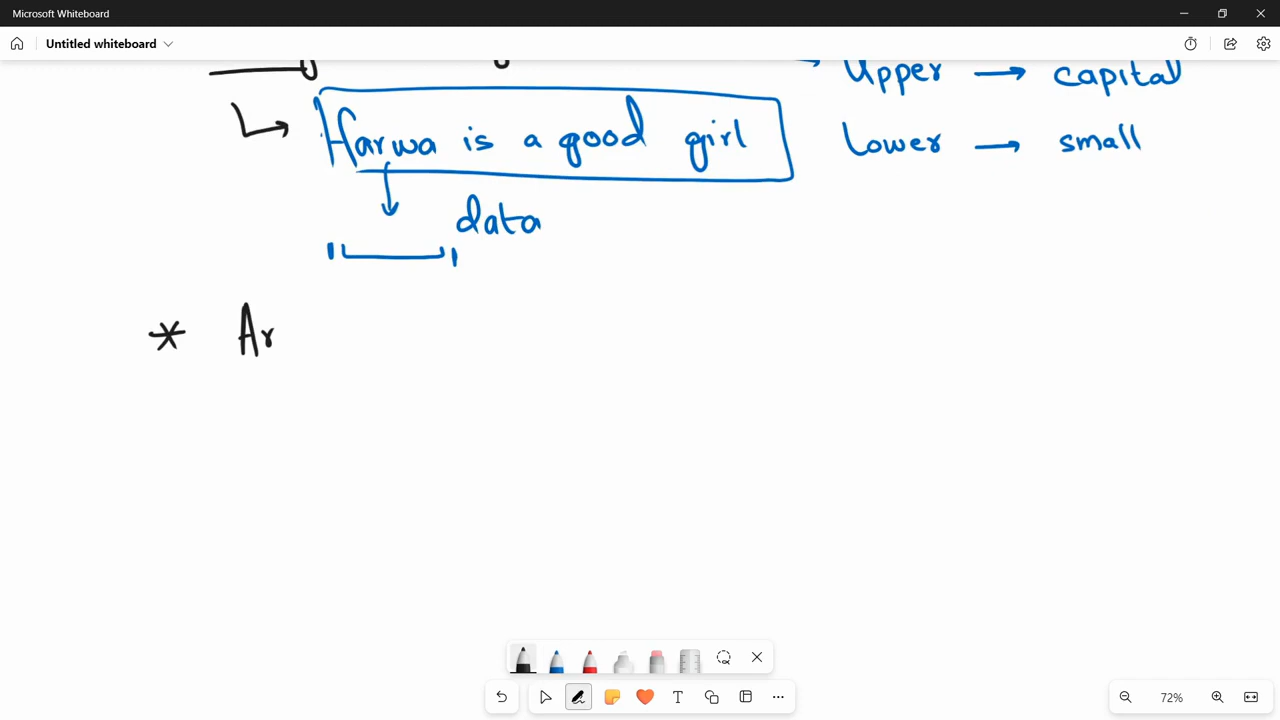 Microsoft Whiteboard
Untitled whiteboard
Upper → capital
Harwa is a good girl
Lower → small
data
* Ar
72%